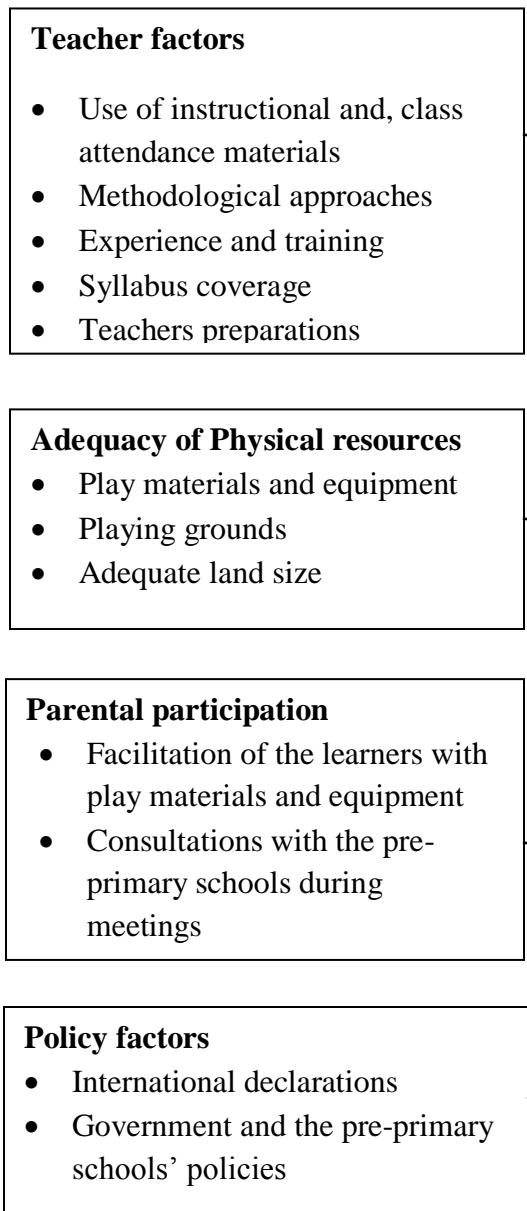 Teacher factors
• Use of instructional and, class
attendance materials
• Methodological approaches
• Experience and training
• Syllabus coverage
• Teachers preparations
Adequacy of Physical resources
• Play materials and equipment
• Playing grounds
• Adequate land size
Parental participation
• Facilitation of the learners with
play materials and equipment
• Consultations with the pre-
primary schools during
meetings
Policy factors
• International declarations
• Government and the pre-primary
schools’ policies